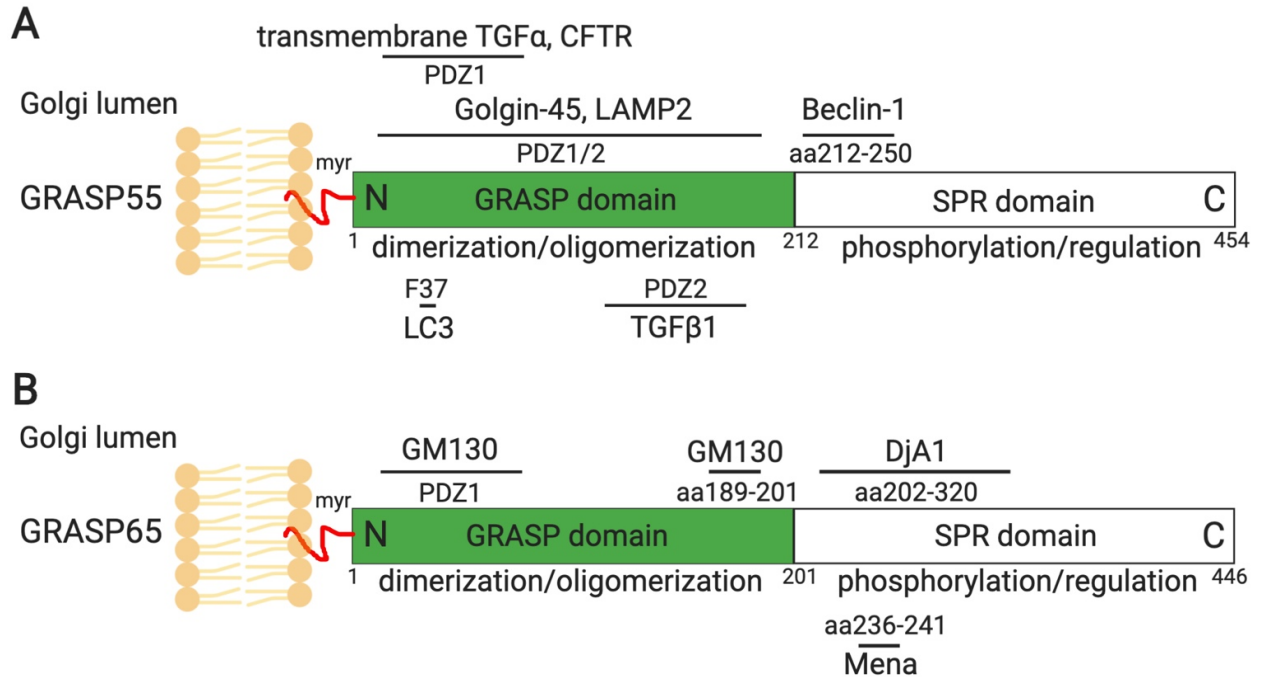 A
transmembrane TGFα, CFTR
PDZ1
Golgi lumen
Golgin-45, LAMP2
Beclin-1
PDZ1/2
aa212-250
myr
GRASP55
N
GRASP domain
SPR domain
C
1
dimerization/oligomerization
212
phosphorylation/regulation
454
F37
PDZ2
LC3
TGFβ1
B
Golgi lumen
GM130
GM130
DjA1
PDZ1
aa189-201
aa202-320
myr
GRASP65
N
GRASP domain
SPR domain
C
1
dimerization/oligomerization
201
phosphorylation/regulation
446
aa236-241
Mena